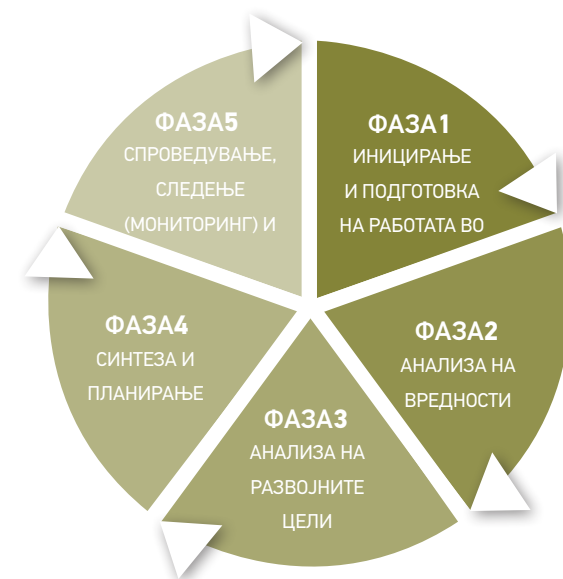 ФАЗА1
ИНИЦИРАЊЕ
И ПОДГОТОВКА
НА РАБОТАТА ВО
ФАЗА2
АНАЛИЗА НА
ВРЕДНОСТИ
ФАЗА3
АНАЛИЗА НА
РАЗВОЈНИТЕ
ЦЕЛИ
ФАЗА4
СИНТЕЗА И
ПЛАНИРАЊЕ
ФАЗА5
СПРОВЕДУВАЊЕ,
СЛЕДЕЊЕ
(МОНИТОРИНГ) И